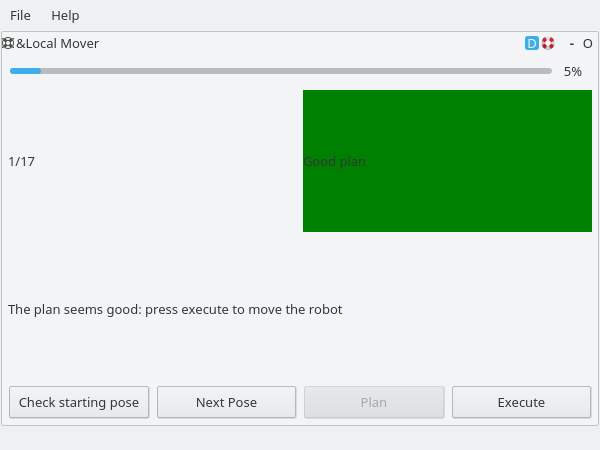 File Help
&Local Mover D - O
5%
1/17
Good plan
The plan seems good: press execute to move the robot
Check starting pose Next Pose Plan Execute